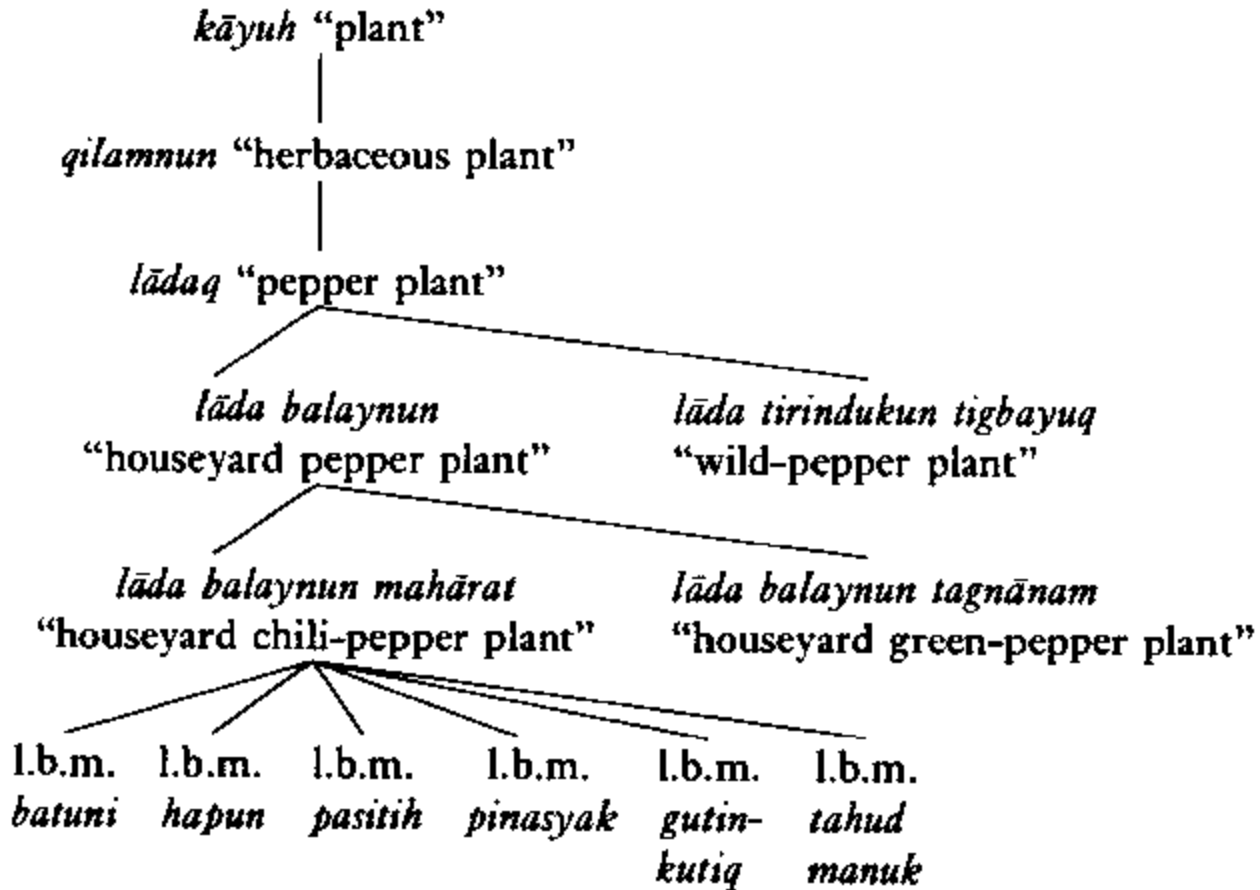 kāyuh “plant”
qilamnun “herbaceous plant”
lādaq “pepper plant”
lāda balaynun
“houseyard pepper plant”
lāda tirindukun tigbayuq
“wild-pepper plant”
lāda balaynun mahārat
“houseyard chili-pepper plant”
lāda balaynun tagnānam
“houseyard green-pepper plant”
l.b.m.
batuni
l.b.m.
hapun
l.b.m.
pasitih
l.b.m.
pinasyak
l.b.m.
gutin-
kutiq
l.b.m.
tahud
manuk